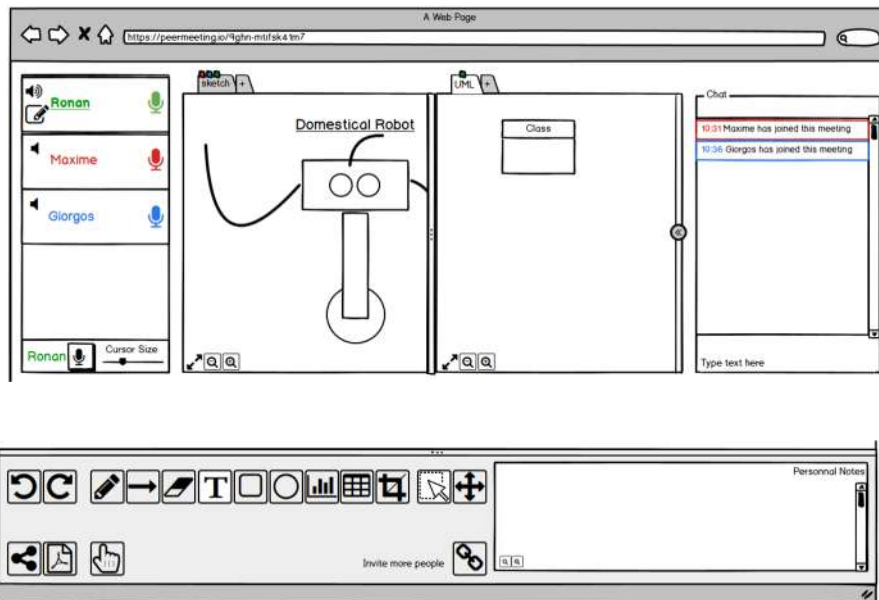 A Web Page
https://peermeeting.io/9ghn-mtifsk41m7
Ronan
Maxime
Giorgos
Ronan
Cursor Size
sketch
+
Domestical Robot
UML
+
Class
Chat
10:31 Maxime has joined this meeting
10:36 Giorgos has joined this meeting
Type text here
T
Invite more people
Personnal Notes